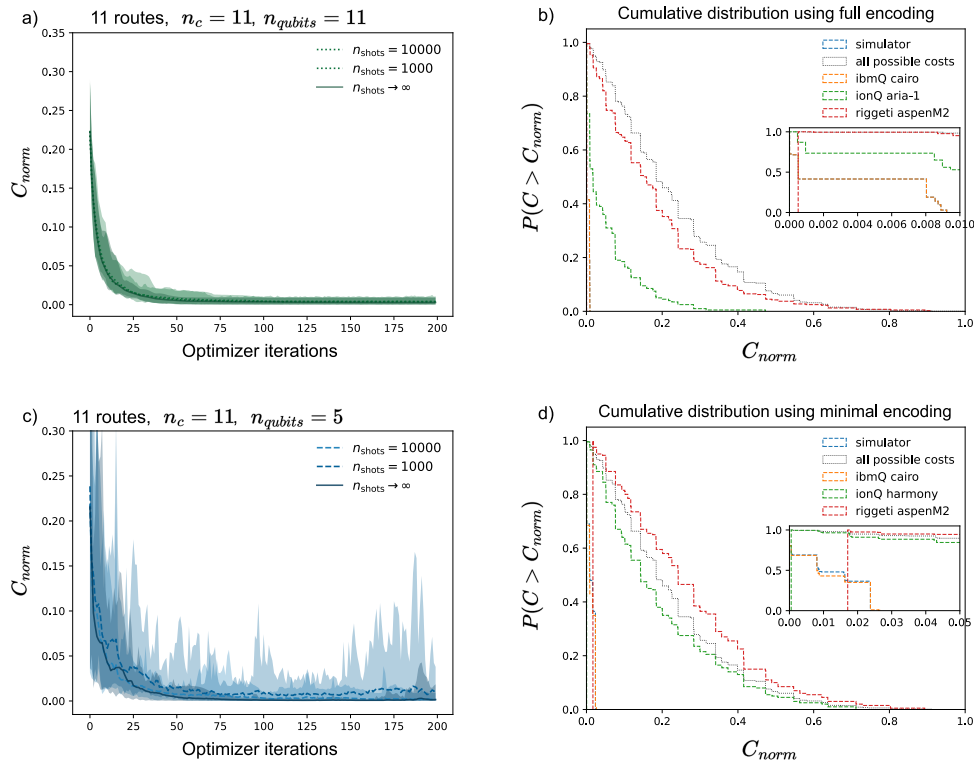 a)
11 routes, n_c = 11, n_qubits = 11
0.35
0.30
0.25
0.20
0.15
0.10
0.05
0.00
C_norm
n_shots = 10000
n_shots = 1000
n_shots → ∞
0 25 50 75 100 125 150 175 200
Optimizer iterations
b)
Cumulative distribution using full encoding
1.0
0.8
0.6
0.4
0.2
0.0
P(C > C_norm)
simulator
all possible costs
ibmQ cairo
ionQ aria-1
riggeti aspenM2
1.0
0.5
0.0
0.000 0.002 0.004 0.006 0.008 0.010
0.0 0.2 0.4 0.6 0.8 1.0
C_norm
c)
11 routes, n_c = 11, n_qubits = 5
0.30
0.25
0.20
0.15
0.10
0.05
0.00
C_norm
n_shots = 10000
n_shots = 1000
n_shots → ∞
0 25 50 75 100 125 150 175 200
Optimizer iterations
d)
Cumulative distribution using minimal encoding
1.0
0.8
0.6
0.4
0.2
0.0
P(C > C_norm)
simulator
all possible costs
ibmQ cairo
ionQ harmony
riggeti aspenM2
1.0
0.5
0.0
0.00 0.01 0.02 0.03 0.04 0.05
0.0 0.2 0.4 0.6 0.8 1.0
C_norm